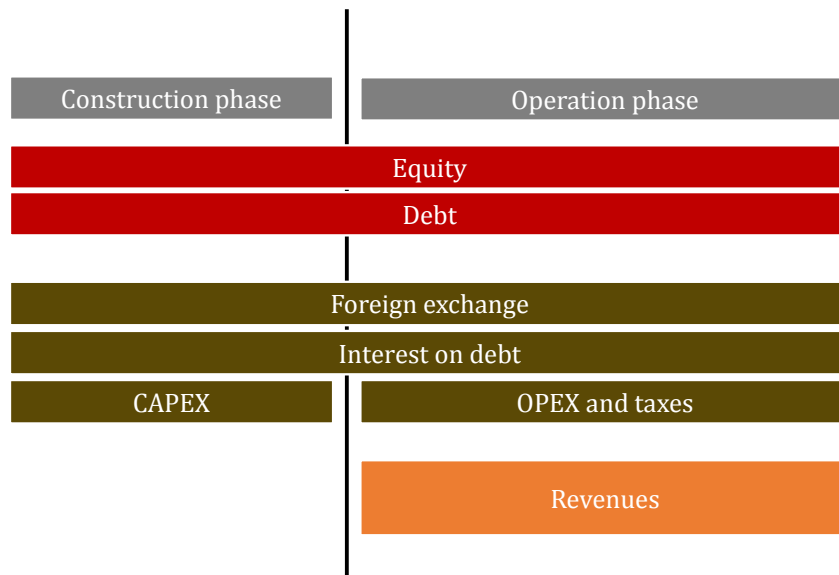 Construction phase
Operation phase
Equity
Debt
Foreign exchange
Interest on debt
CAPEX
OPEX and taxes
Revenues